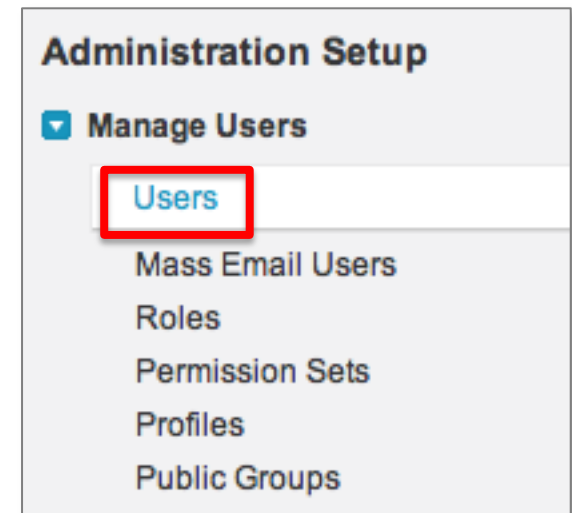 Administration Setup
Manage Users
Users
Mass Email Users
Roles
Permission Sets
Profiles
Public Groups